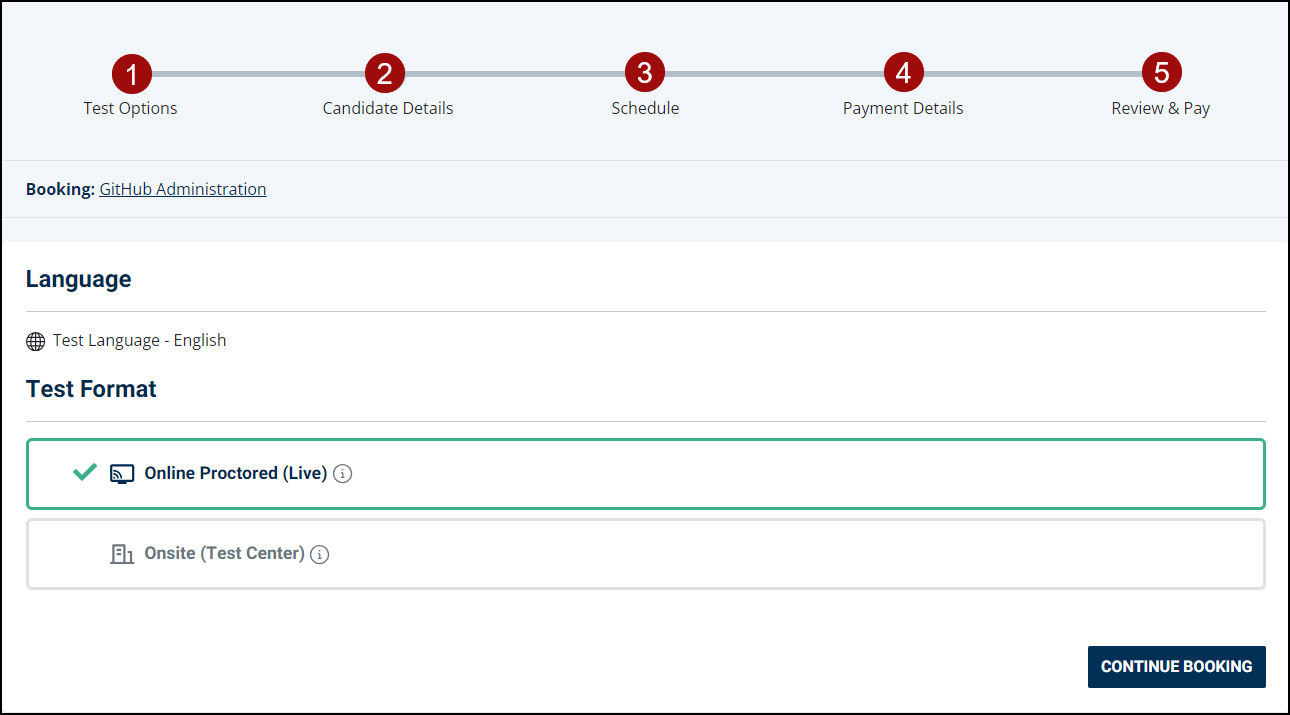 1 2 3 4 5
Test Options Candidate Details Schedule Payment Details Review & Pay
Booking: GitHub Administration
Language
Test Language - English
Test Format
Online Proctored (Live)
Onsite (Test Center)
CONTINUE BOOKING